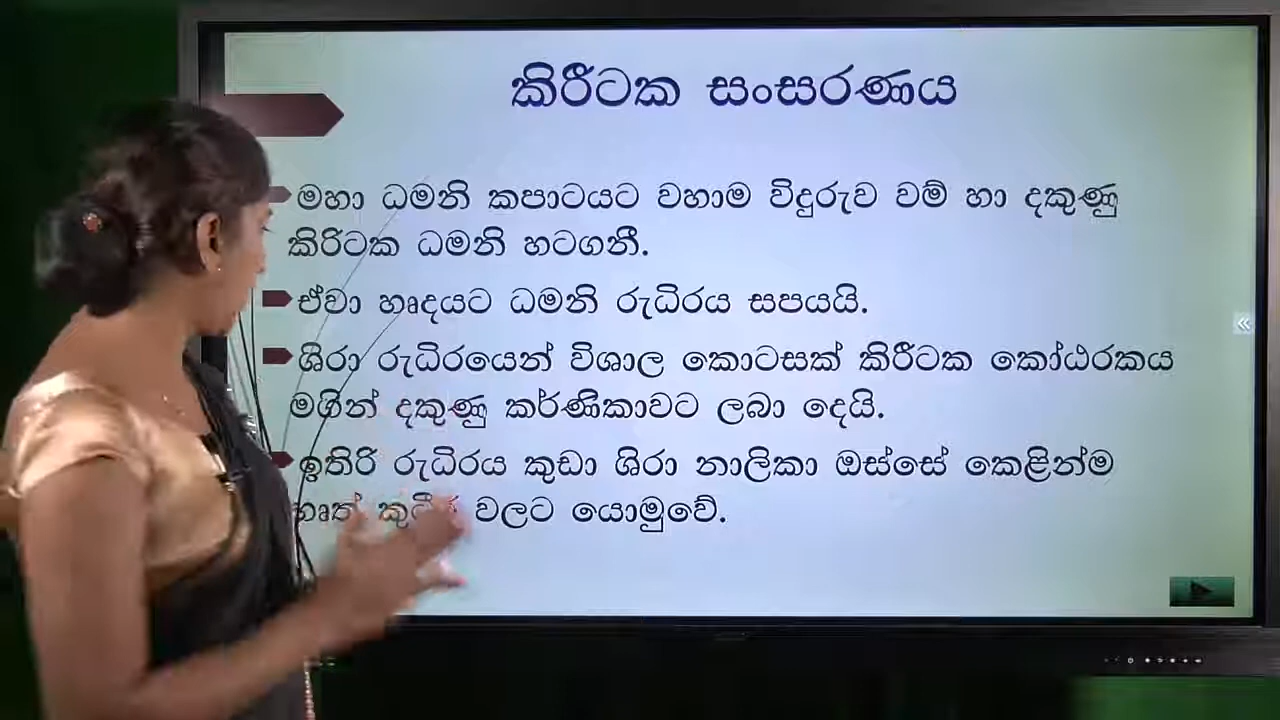 කිරීටක සංසරණය
මහා ධමනි කපාටයට වහාම විදුරුව වම් හා දකුණු
කිරිටක ධමනි හටගනී.
ඒවා හෘදයට ධමනි රුධිරය සපයයි.
ශිරා රුධිරයෙන් විශාල කොටසක් කිරීටක කෝඨරකය
මගින් දකුණු කර්ණිකාවට ලබා දෙයි.
ඉතිරි රුධිරය කුඩා ශිරා නාලිකා ඔස්සේ කෙළින්ම
හෘත් වලට යොමුවේ.